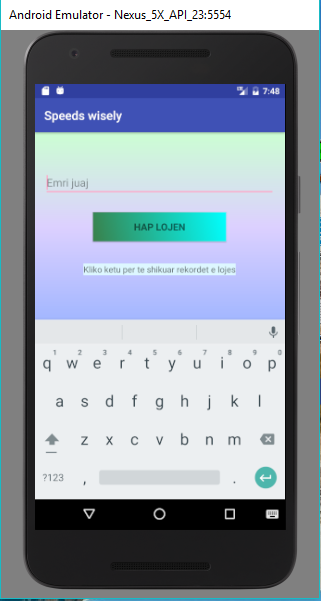 Android Emulator - Nexus_5X_API_23:5554
7:48
Speeds wisely
Emri juaj
HAP LOJEN
Kliko ketu per te shikuar rekordet e lojes
1 2 3 4 5 6 7 8 9 0
q w e r t y u i o p
a s d f g h j k l
z x c v b n m
?123 , .